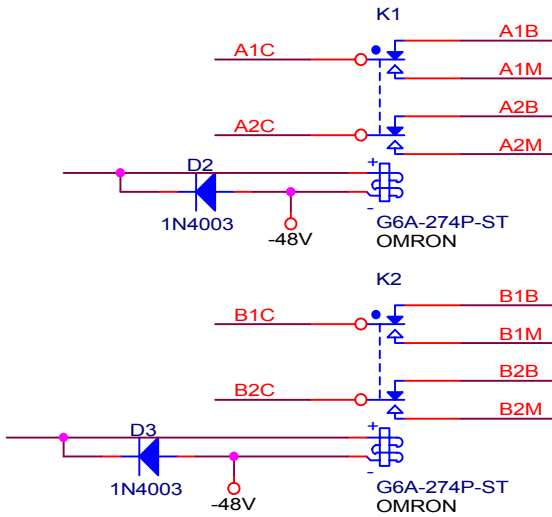 K1
A1C
A1B
A1M
A2C
A2B
A2M
D2
+
-
1N4003
-48V
G6A-274P-ST
OMRON
K2
B1C
B1B
B1M
B2C
B2B
B2M
D3
+
-
1N4003
-48V
G6A-274P-ST
OMRON